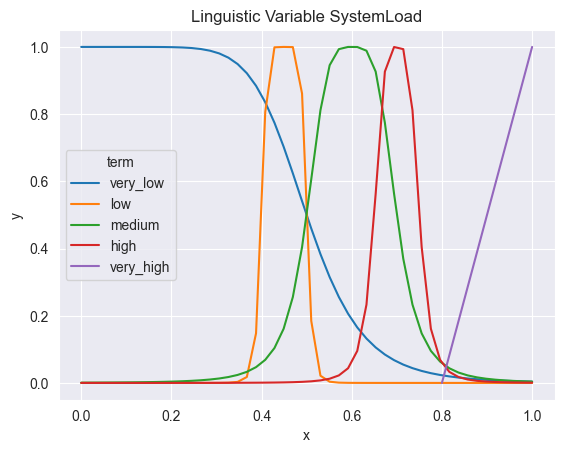 Linguistic Variable SystemLoad
1.0
0.8
0.6
0.4
0.2
0.0
y
term
very_low
low
medium
high
very_high
0.0 0.2 0.4 0.6 0.8 1.0
x